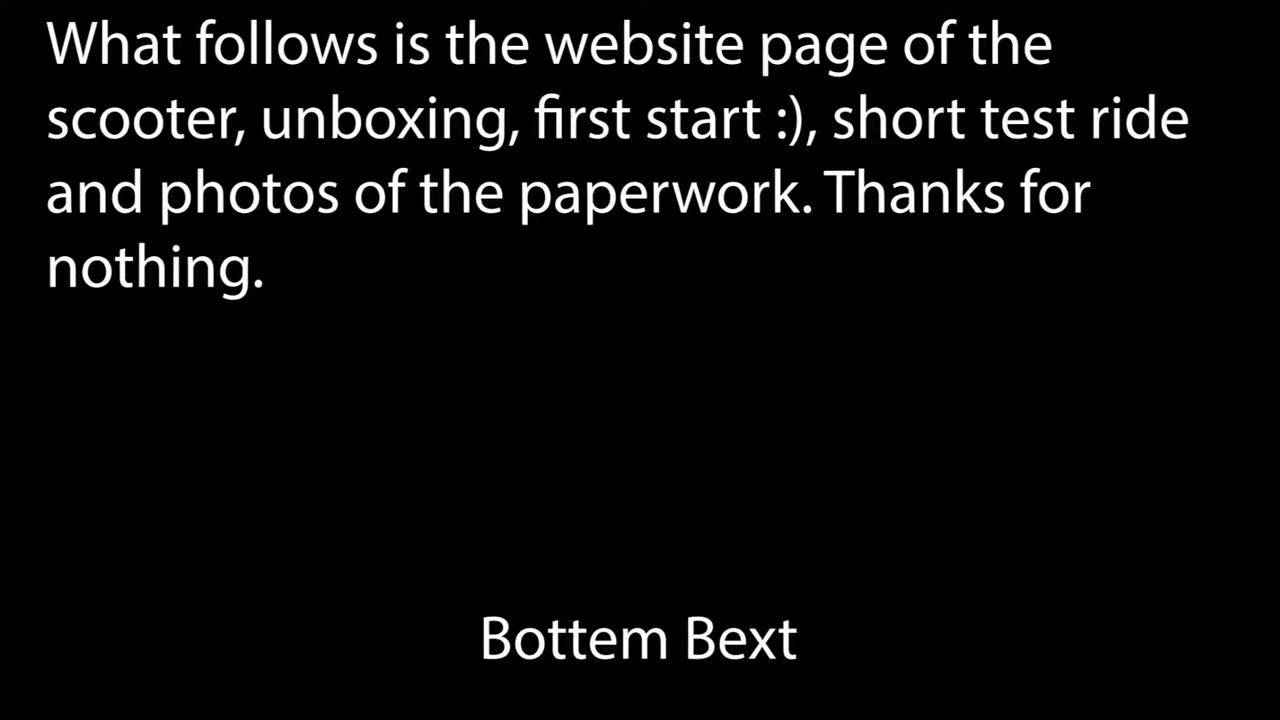 What follows is the website page of the
scooter, unboxing, first start :), short test ride
and photos of the paperwork. Thanks for
nothing.
Bottem Bext